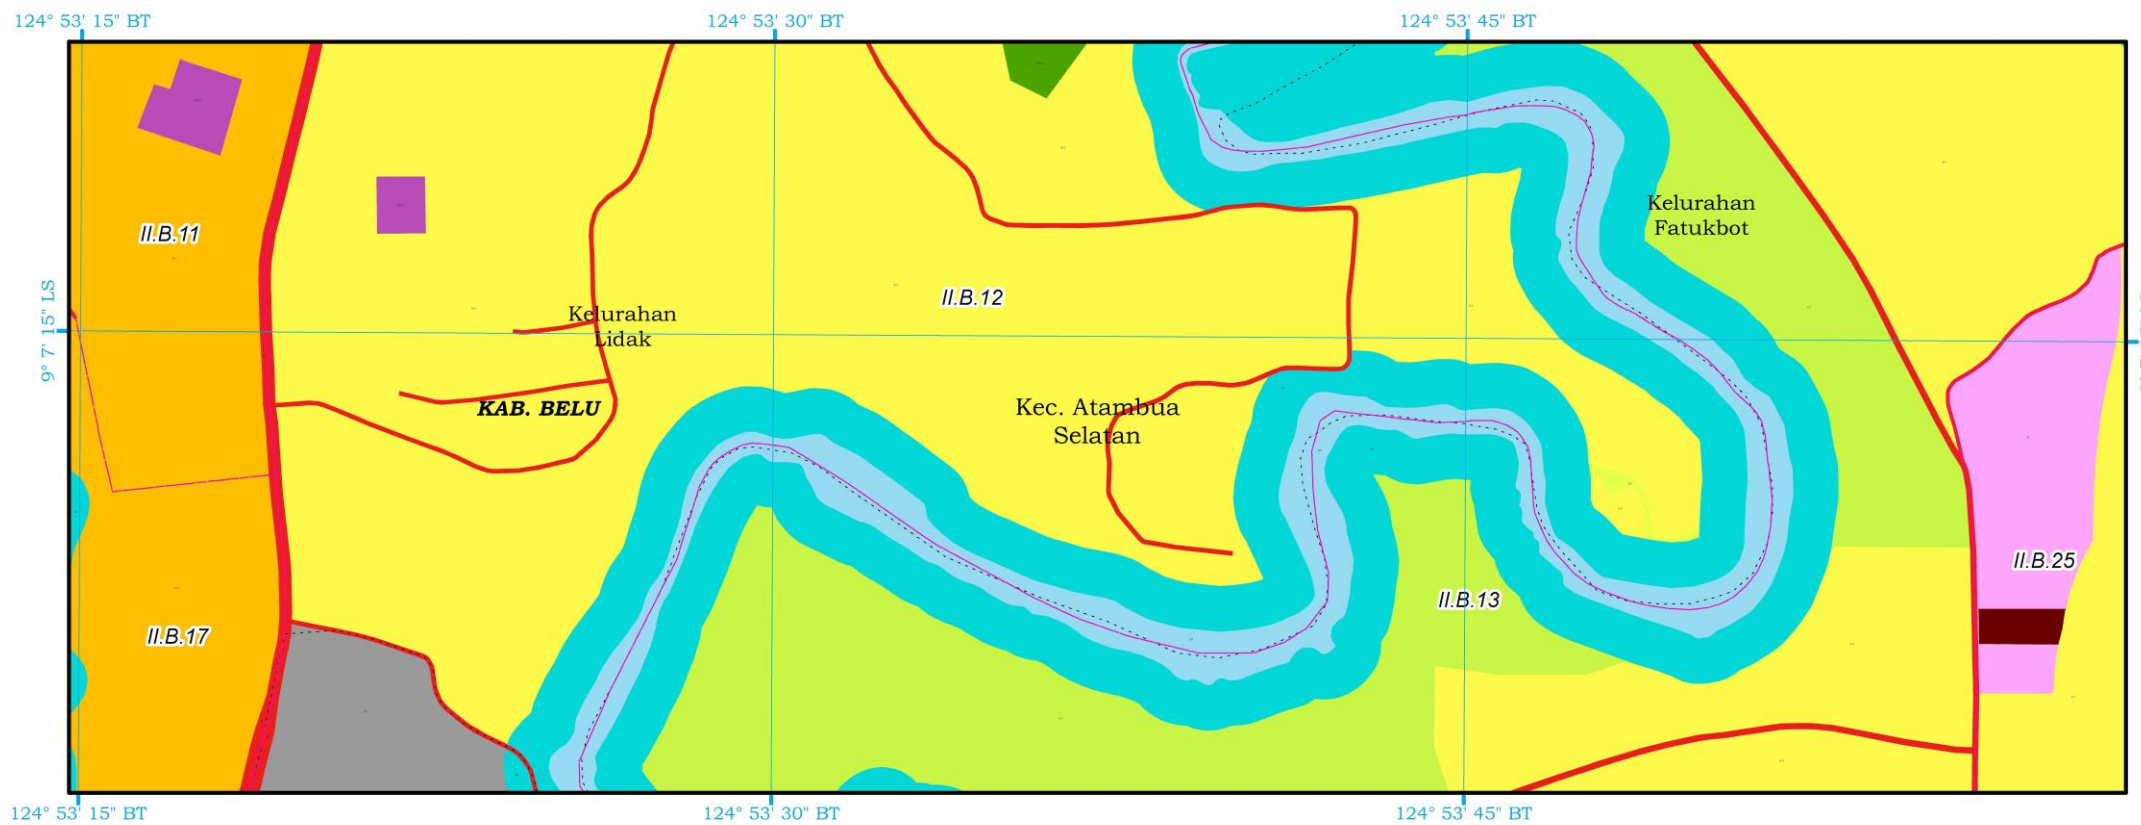 124° 53' 15" BT
124° 53' 30" BT
124° 53' 45" BT
II.B.11
Kelurahan
Fatukbot
II.B.12
9° 7' 15" LS
Kelurahan
Lidak
KAB. BELU
Kec. Atambua
Selatan
II.B.25
II.B.13
II.B.17
124° 53' 15" BT
124° 53' 30" BT
124° 53' 45" BT